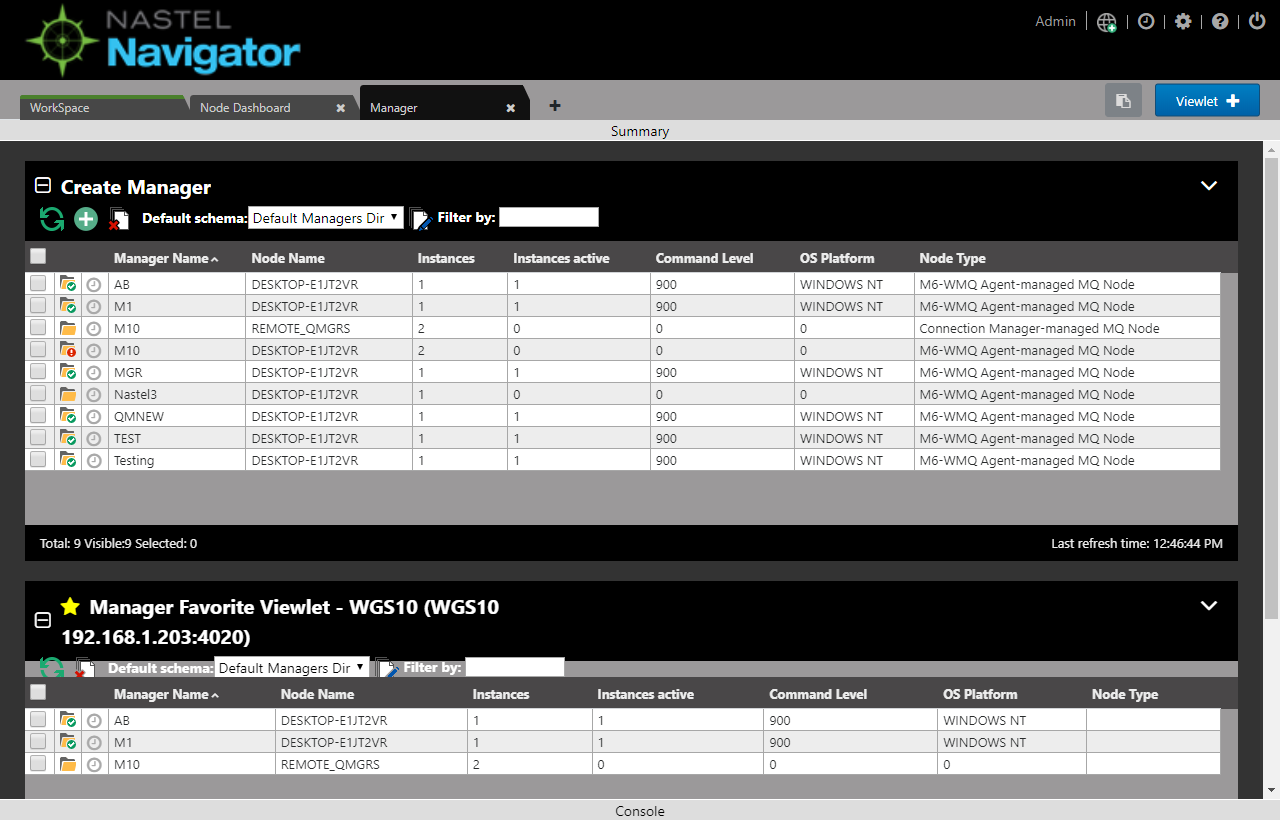 NASTEL
Navigator
Admin
WorkSpace Node Dashboard Manager Viewlet
Summary
Create Manager
Default schema: Default Managers Dir Filter by:
Manager Name Node Name Instances Instances active Command Level OS Platform Node Type
AB DESKTOP-E1JT2VR 1 1 900 WINDOWS NT M6-WMQ Agent-managed MQ Node
M1 DESKTOP-E1JT2VR 1 1 900 WINDOWS NT M6-WMQ Agent-managed MQ Node
M10 REMOTE_QMGRS 2 0 0 0 Connection Manager-managed MQ Node
M10 DESKTOP-E1JT2VR 2 0 0 0 M6-WMQ Agent-managed MQ Node
MGR DESKTOP-E1JT2VR 1 1 900 WINDOWS NT M6-WMQ Agent-managed MQ Node
Nastel3 DESKTOP-E1JT2VR 1 0 0 0 M6-WMQ Agent-managed MQ Node
QMNEW DESKTOP-E1JT2VR 1 1 900 WINDOWS NT M6-WMQ Agent-managed MQ Node
TEST DESKTOP-E1JT2VR 1 1 900 WINDOWS NT M6-WMQ Agent-managed MQ Node
Testing DESKTOP-E1JT2VR 1 1 900 WINDOWS NT M6-WMQ Agent-managed MQ Node
Total: 9 Visible:9 Selected: 0 Last refresh time: 12:46:44 PM
Manager Favorite Viewlet - WGS10 (WGS10
192.168.1.203:4020)
Default schema: Default Managers Dir Filter by:
Manager Name Node Name Instances Instances active Command Level OS Platform Node Type
AB DESKTOP-E1JT2VR 1 1 900 WINDOWS NT
M1 DESKTOP-E1JT2VR 1 1 900 WINDOWS NT
M10 REMOTE_QMGRS 2 0 0 0
Console